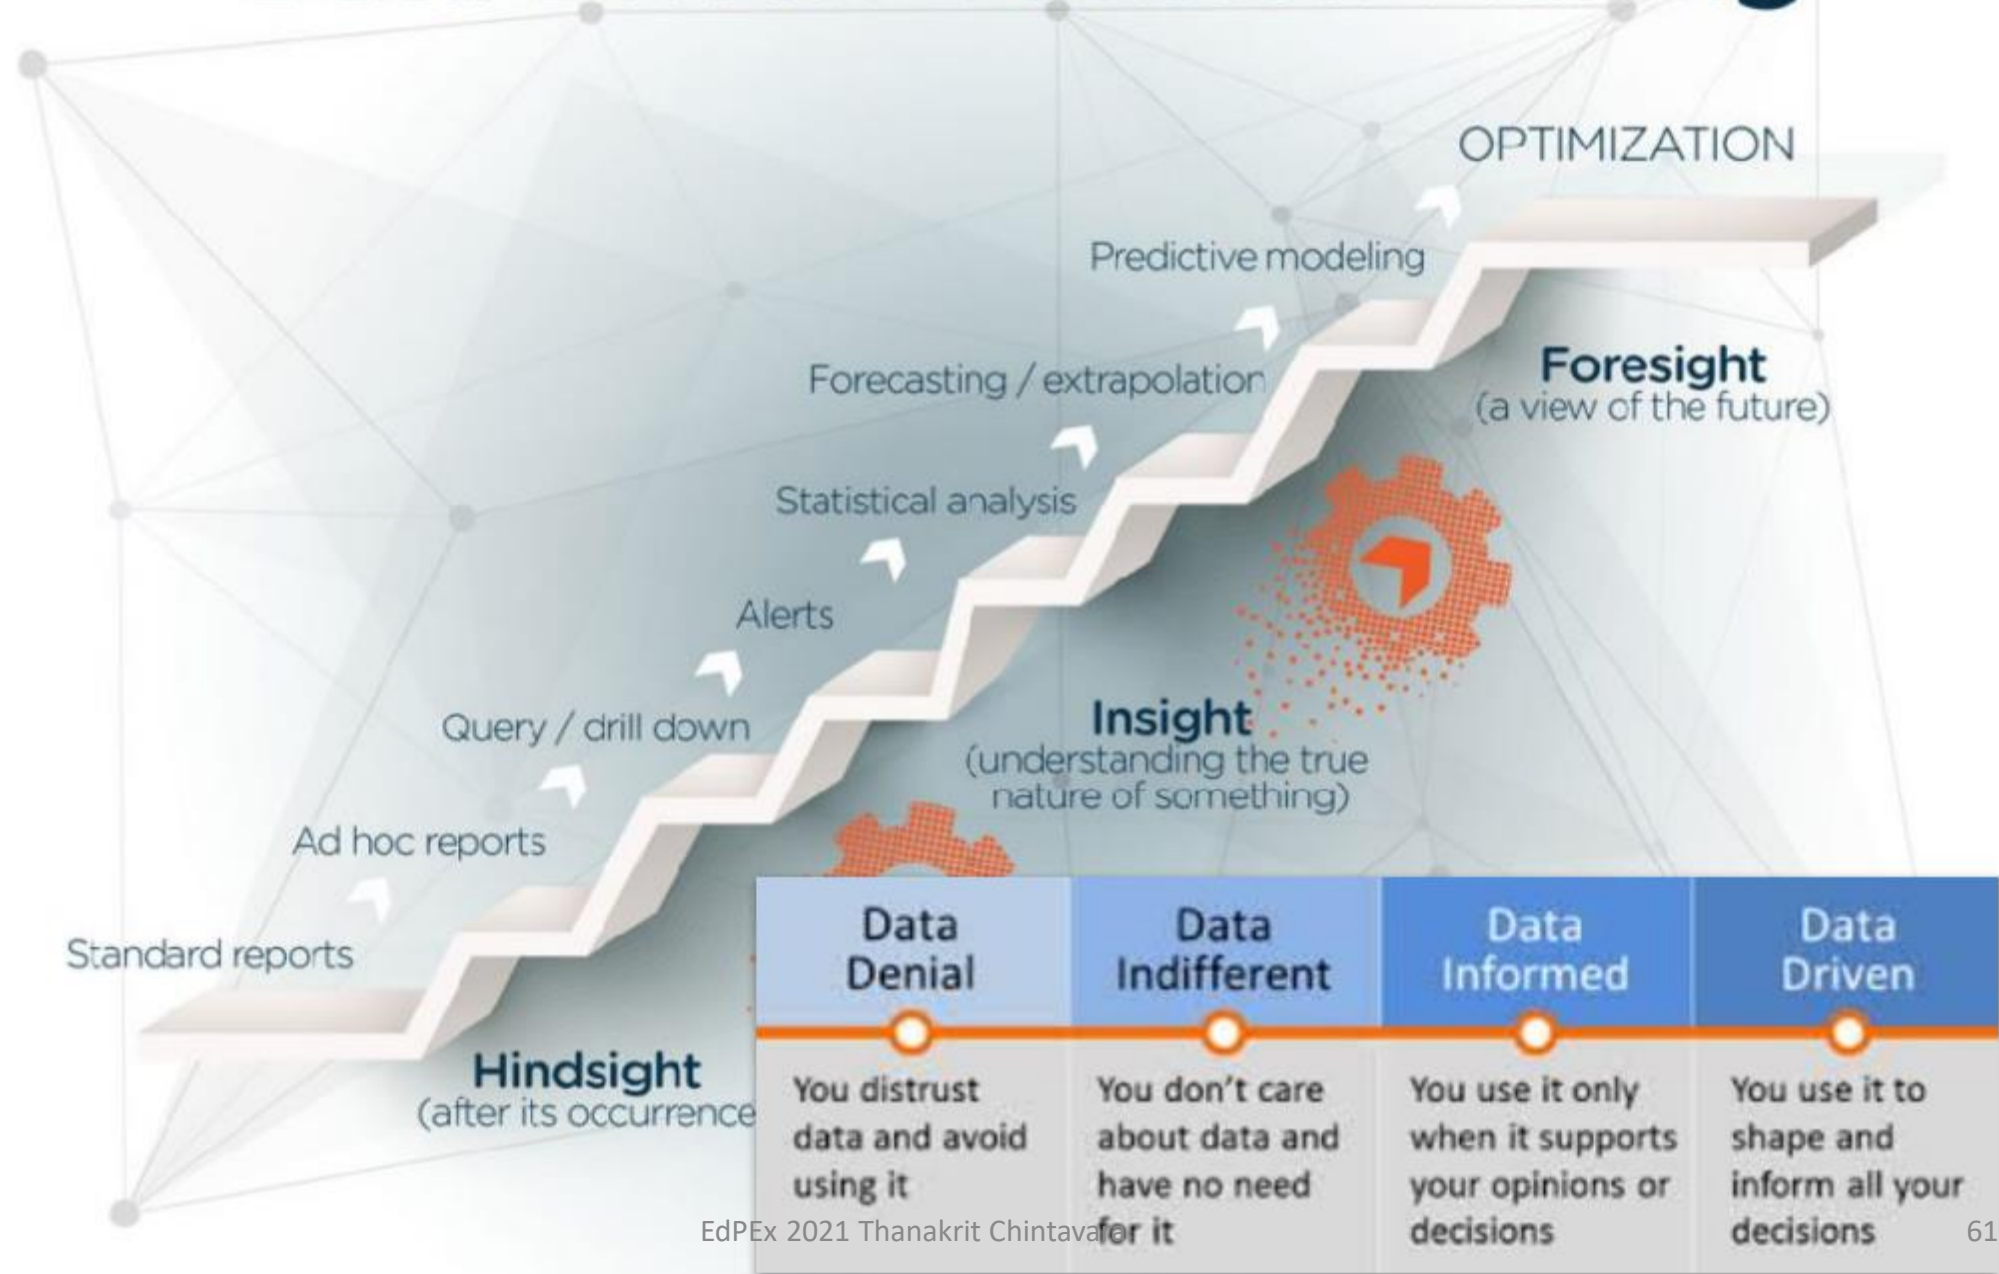 OPTIMIZATION
Predictive modeling
Forecasting / extrapolation
Statistical analysis
Alerts
Query / drill down
Ad hoc reports
Standard reports
Foresight
(a view of the future)
Insight
(understanding the true
nature of something)
Hindsight
(after its occurrence
Data
Denial
You distrust
data and avoid
using it
Data
Indifferent
You don't care
about data and
have no need
for it
Data
Informed
You use it only
when it supports
your opinions or
decisions
Data
Driven
You use it to
shape and
inform all your
decisions
EdPEx 2021 Thanakrit
61